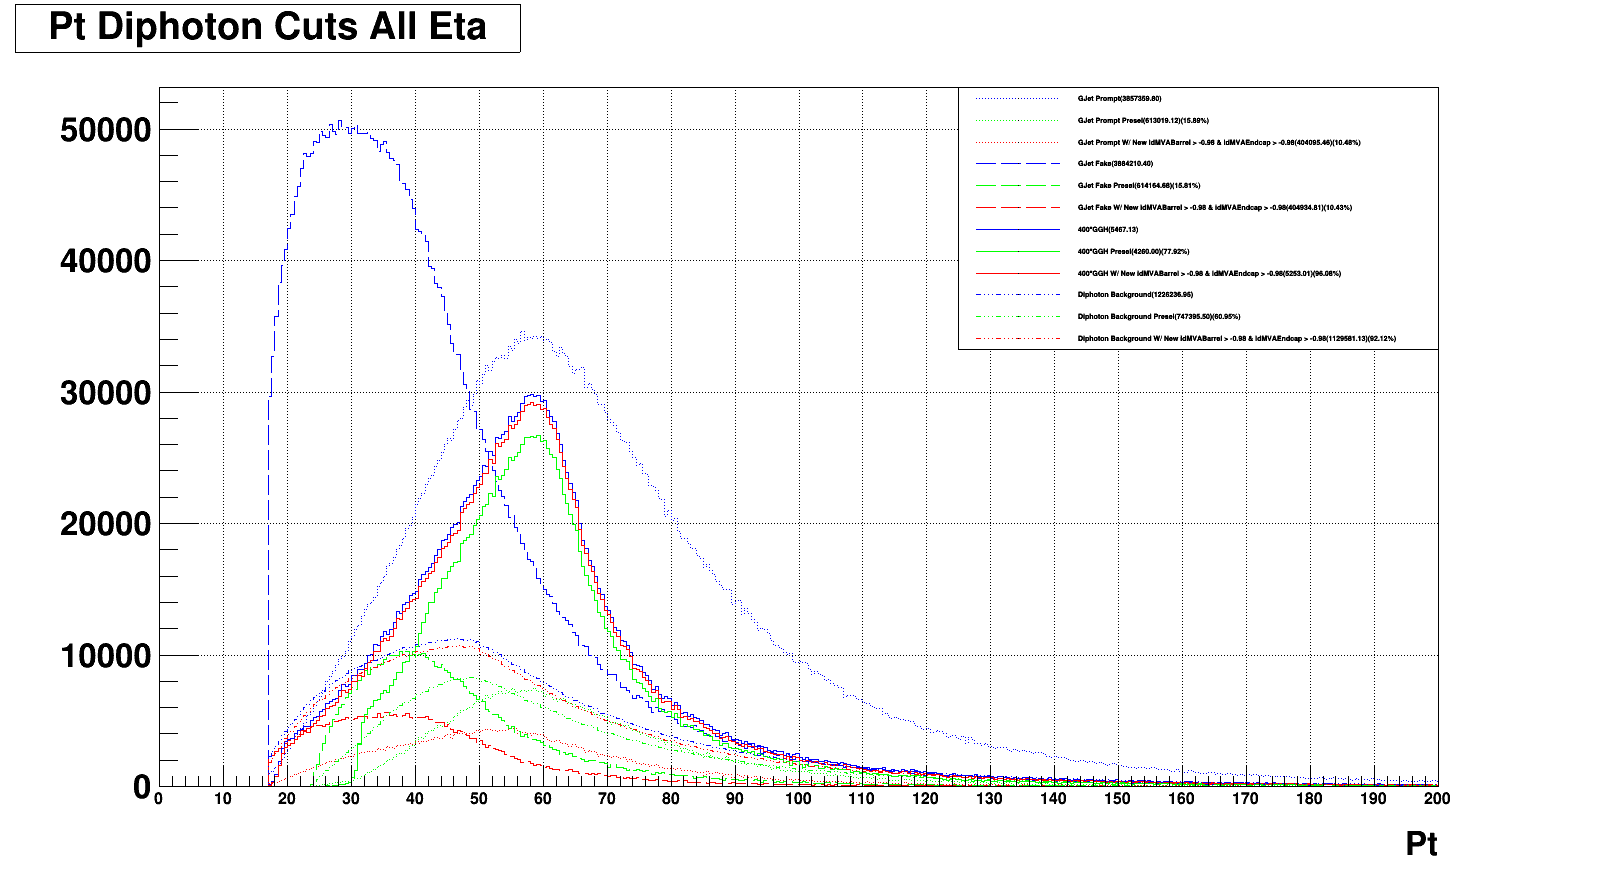 Pt Diphoton Cuts All Eta
GJet Prompt(3857359.80)
GJet Prompt Presel(613019.12)(15.89%)
GJet Prompt W/ New idMVABarrel > -0.98 & idMVAEndcap > -0.98(404095.46)(10.48%)
GJet Fake(3884210.40)
GJet Fake Presel(614164.68)(15.81%)
GJet Fake W/ New idMVABarrel > -0.98 & idMVAEndcap > -0.98(404934.81)(10.43%)
400*GGH(5467.13)
400*GGH Presel(4260.00)(77.92%)
400*GGH W/ New idMVABarrel > -0.98 & idMVAEndcap > -0.98(5253.01)(96.08%)
Diphoton Background(1226236.95)
Diphoton Background Presel(747395.50)(60.95%)
Diphoton Background W/ New idMVABarrel > -0.98 & idMVAEndcap > -0.98(1129581.13)(92.12%)
50000
40000
30000
20000
10000
0
0 10 20 30 40 50 60 70 80 90 100 110 120 130 140 150 160 170 180 190 200
Pt